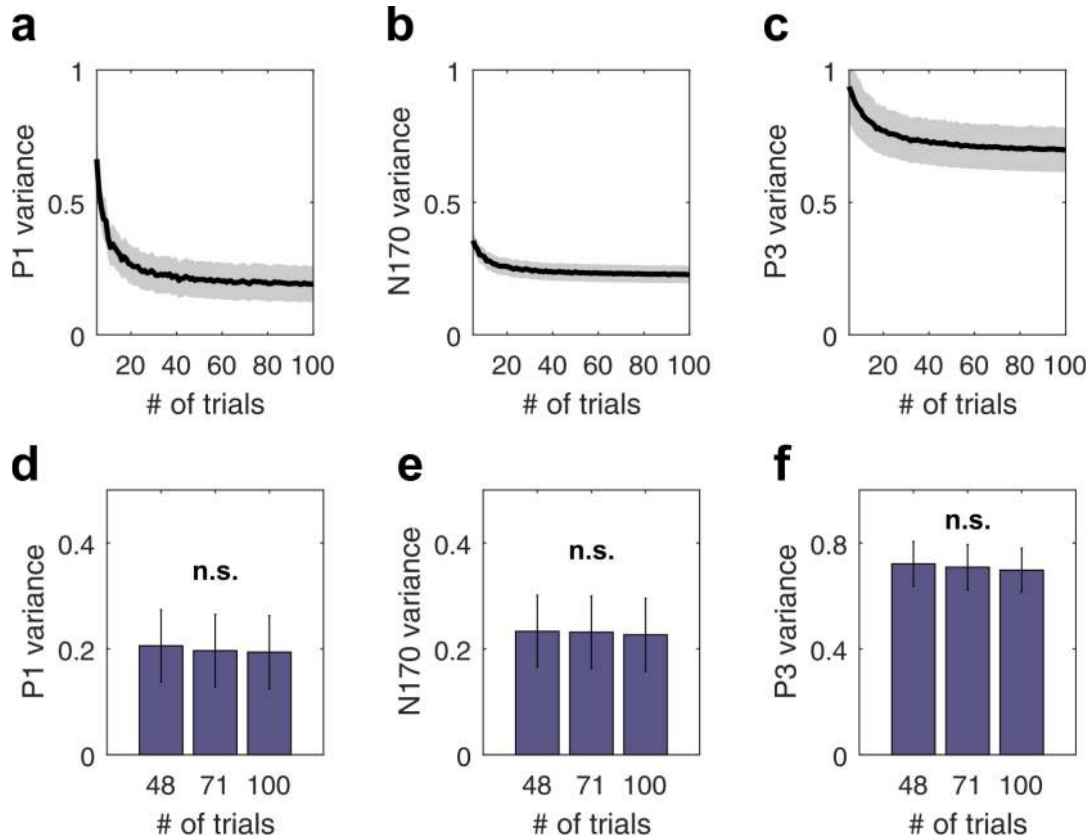 a
1
0.5
0
P1 variance
20 40 60 80 100
# of trials
b
1
0.5
0
N170 variance
20 40 60 80 100
# of trials
c
1
0.5
0
P3 variance
20 40 60 80 100
# of trials
d
0.4
0.2
0
P1 variance
n.s.
48 71 100
# of trials
e
0.4
0.2
0
N170 variance
n.s.
48 71 100
# of trials
f
0.8
0.4
0
P3 variance
n.s.
48 71 100
# of trials